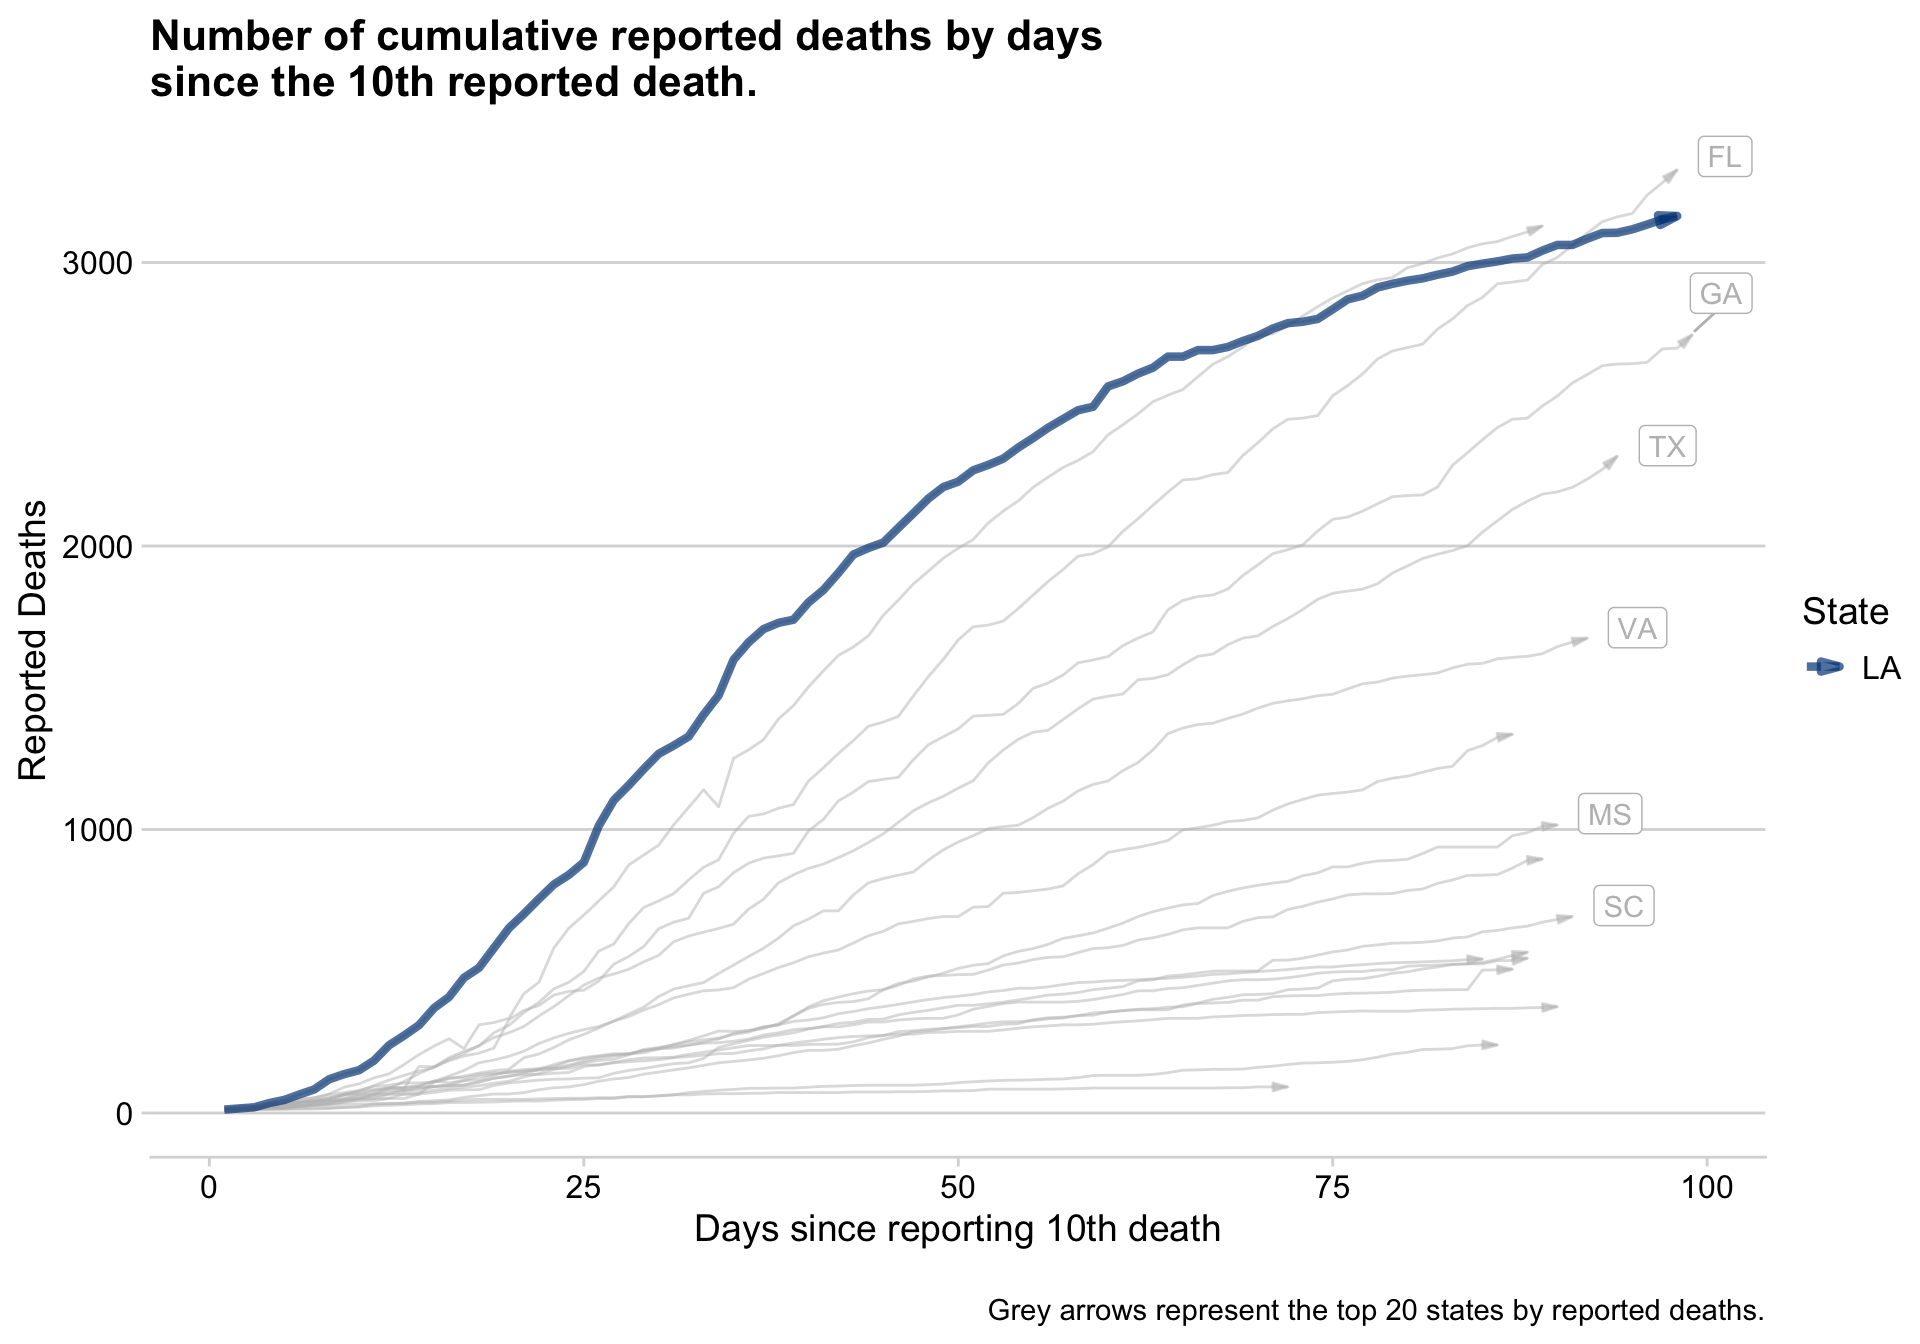 Number of cumulative reported deaths by days
since the 10th reported death.
FL
3000
GA
TX
Reported Deaths
2000
State
VA
LA
1000
MS
SC
0
0 25 50 75 100
Days since reporting 10th death
Grey arrows represent the top 20 states by reported deaths.